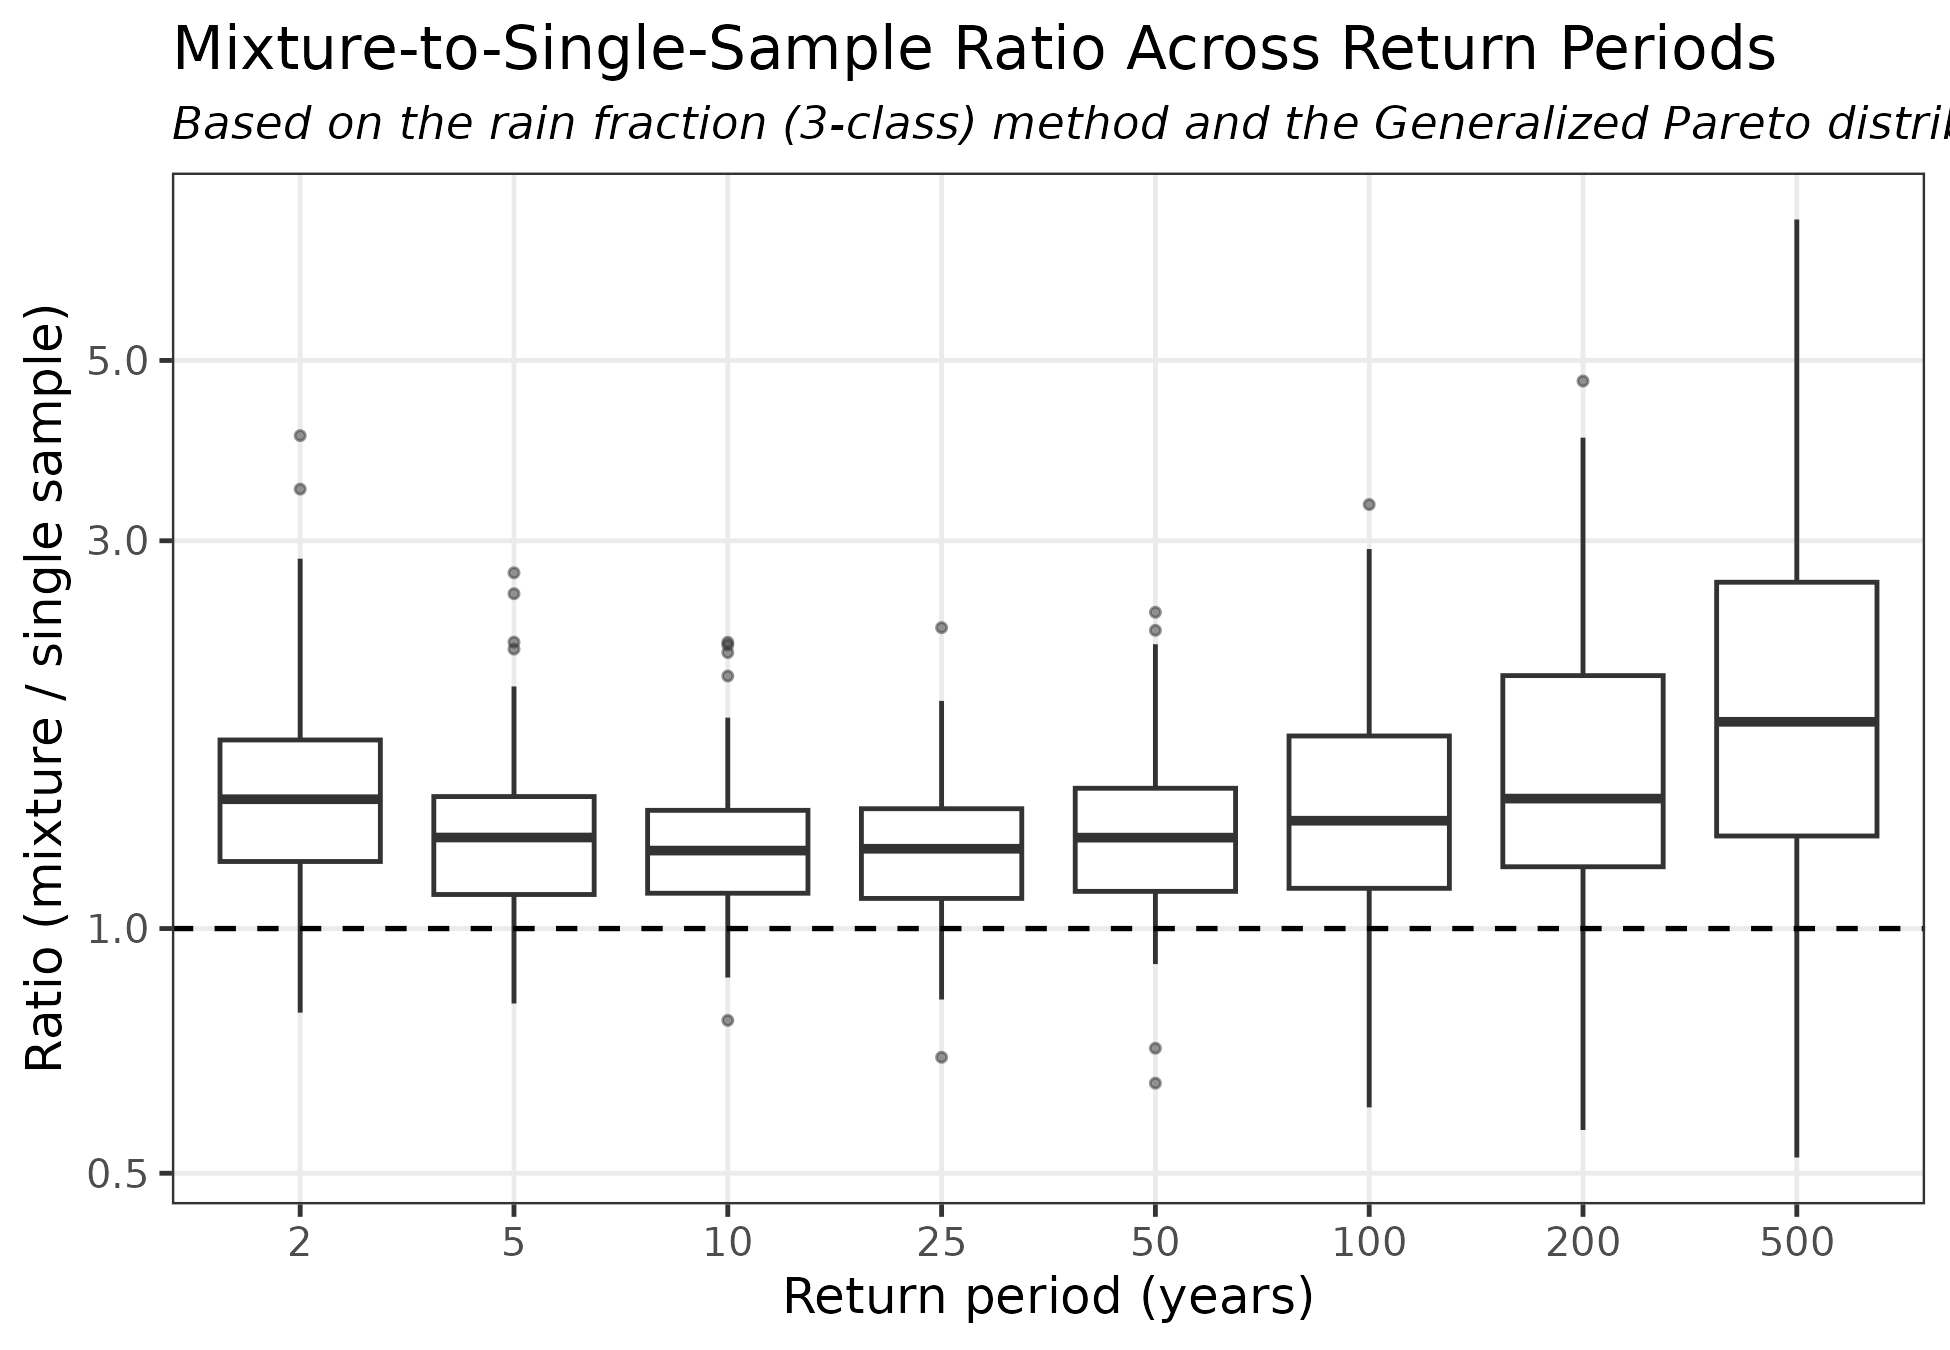 Mixture-to-Single-Sample Ratio Across Return Periods
Based on the rain fraction (3-class) method and the Generalized Pareto
Ratio (mixture / single sample)
5.0
3.0
1.0
0.5
2 5 10 25 50 100 200 500
Return period (years)